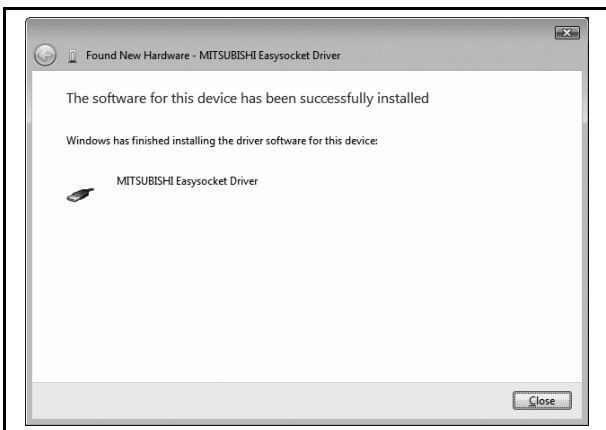 Found New Hardware - MITSUBISHI Easysocket Driver
The software for this device has been successfully installed
Windows has finished installing the driver software for this device:
MITSUBISHI Easysocket Driver
Close